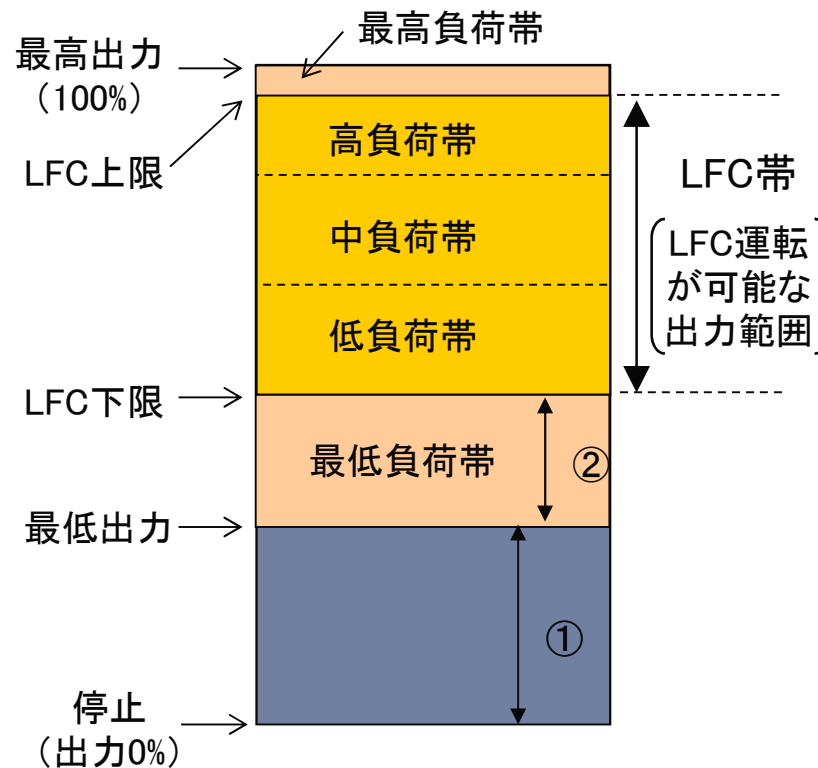 最高負荷帯
最高出力
（100%）
高負荷帯
LFC上限
LFC帯
中負荷帯
LFC運転
が可能な
出力範囲
低負荷帯
LFC下限
最低負荷帯
②
最低出力
①
停止
（出力0%）